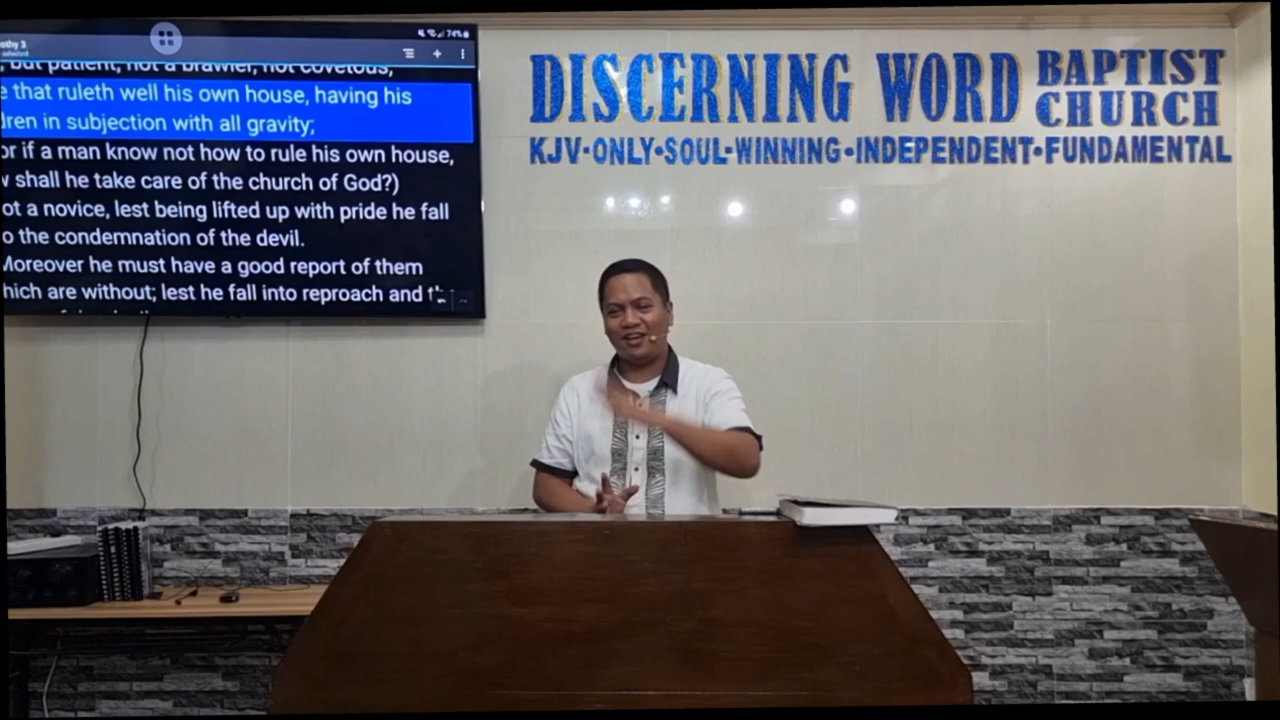 74%
othy 3
selected
, but patient, not a brawler, not covetous;
e that ruleth well his own house, having his
dren in subjection with all gravity;
or if a man know not how to rule his own house,
w shall he take care of the church of God?)
ot a novice, lest being lifted up with pride he fall
o the condemnation of the devil.
Moreover he must have a good report of them
hich are without; lest he fall into reproach and
DISCERNING WORD BAPTIST CHURCH
KJV-ONLY•SOUL-WINNING•INDEPENDENT•FUNDAMENTAL